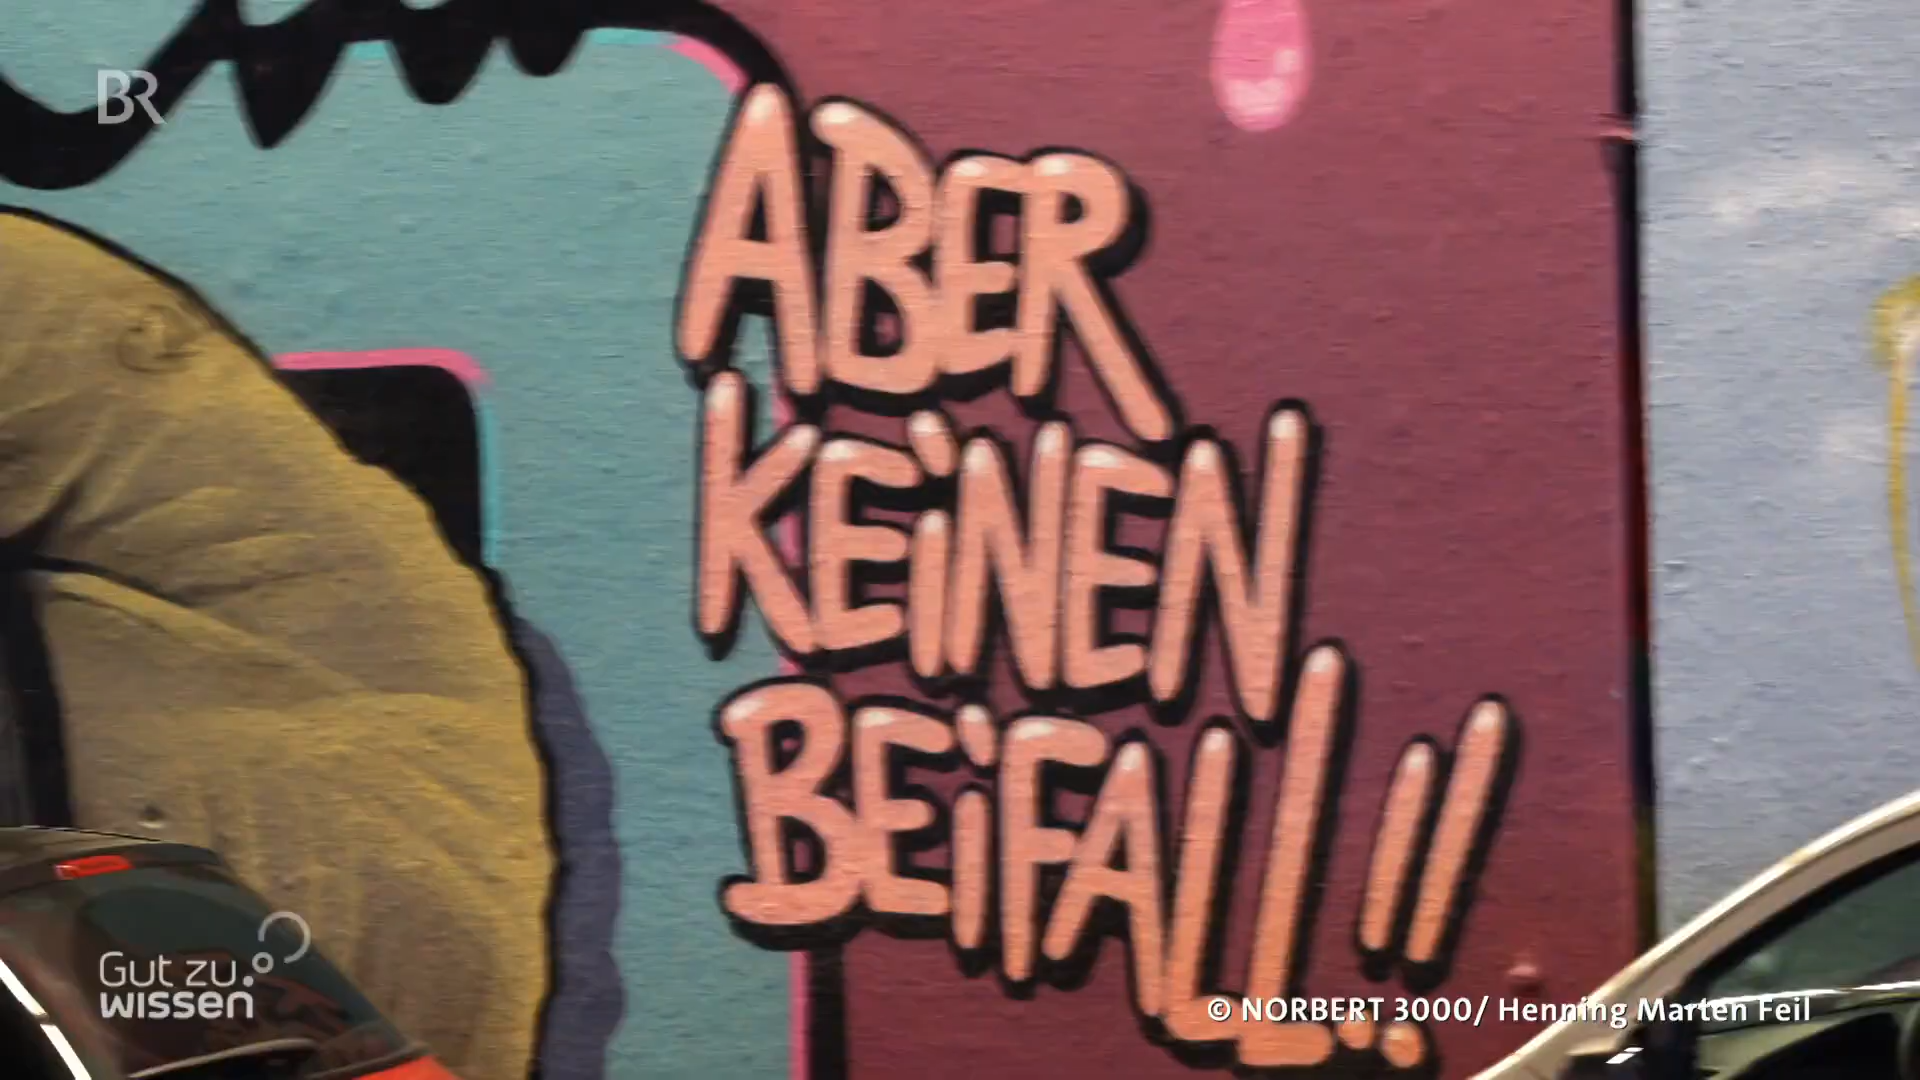 BR
ABER
KEiNEN
BEiFALL!!
Gut zu
wissen
© NORBERT 3000/ Henning Marten Feil